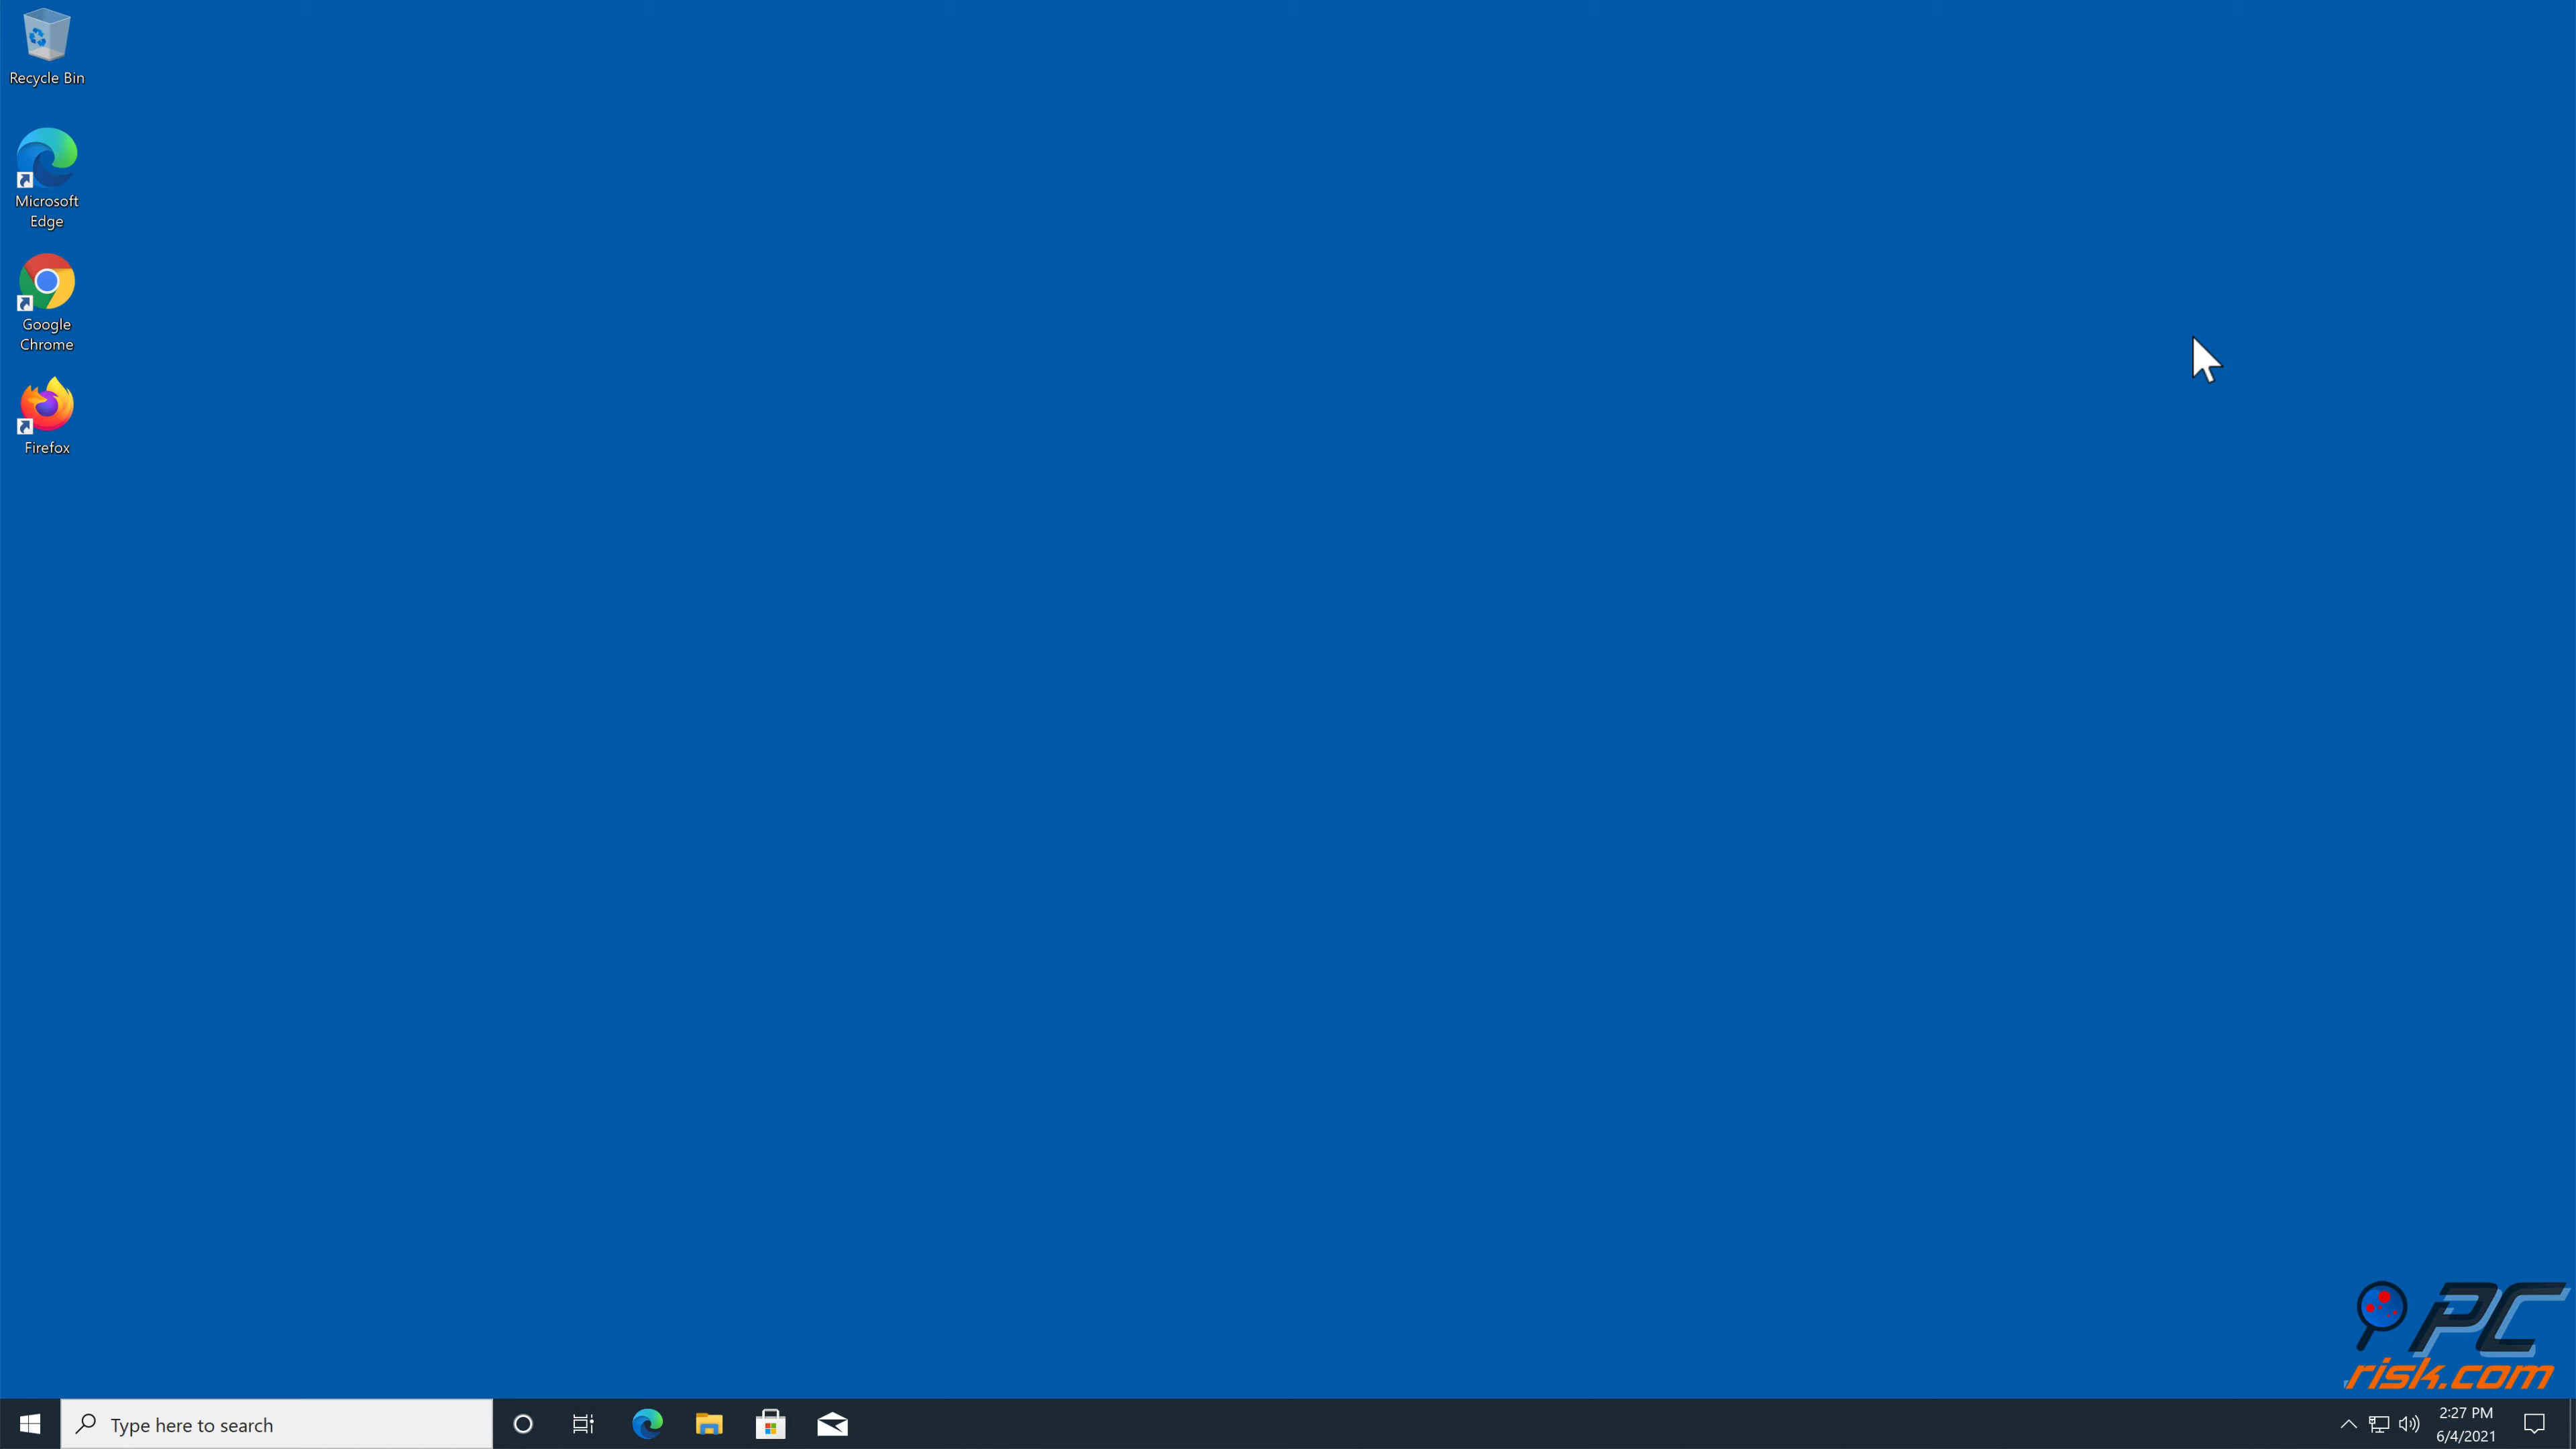 Recycle Bin
Microsoft
Edge
Google
Chrome
Firefox
PC
risk.com
Type here to search
2:27 PM
6/4/2021